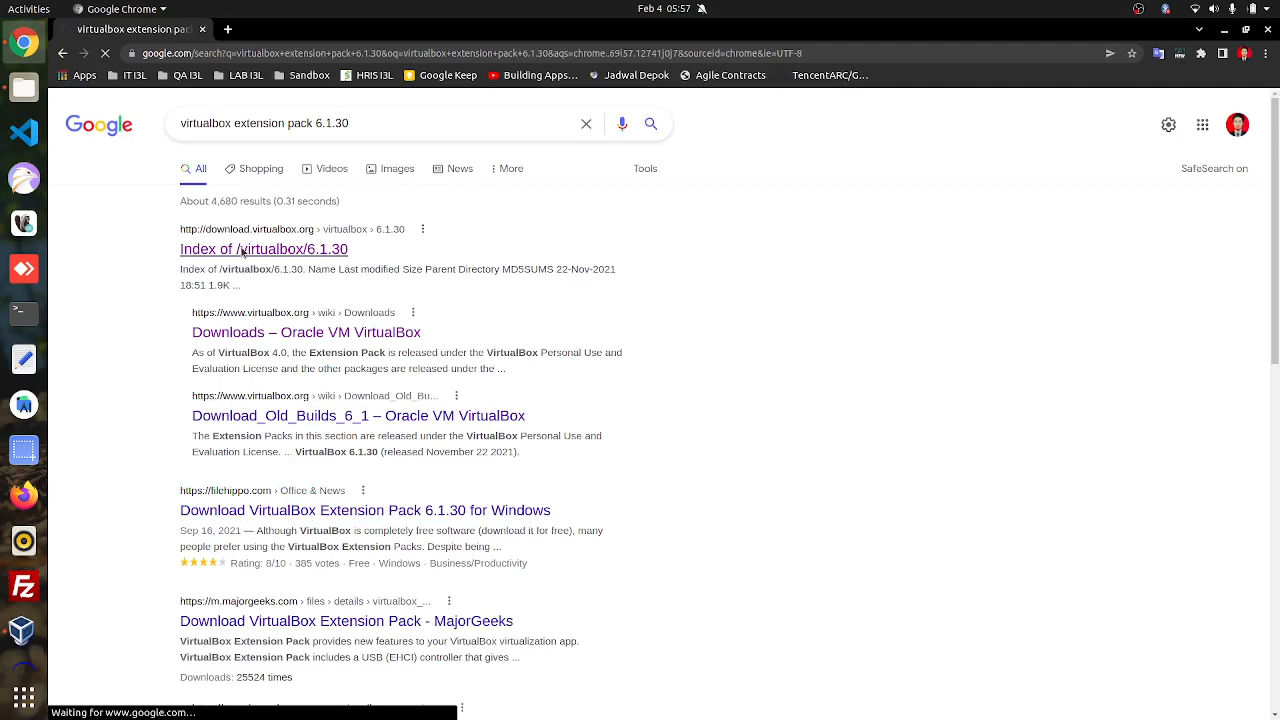 Activities
Google Chrome
Feb 4 05:57
virtualbox extension pac
google.com/search?q=virtualbox+extension+pack+6.1.30&oq=virtualbox+extension+pack+6.1.30&aqs=chrome.69i57.12741j0j7&sourceid=chrome&ie=UTF-8
Apps
IT13L
QA I3L
LAB I3L
Sandbox
HRIS I3L
Google Keep
Building Apps...
Jadwal Depok
Agile Contracts
TencentARC/G...
Google
virtualbox extension pack 6.1.30
All
Shopping
Videos
Images
News
More
Tools
SafeSearch on
About 4,680 results (0.31 seconds)
http://download.virtualbox.org › virtualbox › 6.1.30
Index of /virtualbox/6.1.30
Index of /virtualbox/6.1.30. Name Last modified Size Parent Directory MD5SUMS 22-Nov-2021
18:51 1.9K ...
https://www.virtualbox.org › wiki › Downloads
Downloads – Oracle VM VirtualBox
As of VirtualBox 4.0, the Extension Pack is released under the VirtualBox Personal Use and
Evaluation License and the other packages are released under the ...
https://www.virtualbox.org › wiki › Download_Old_Bu...
Download_Old_Builds_6_1 – Oracle VM VirtualBox
The Extension Packs in this section are released under the VirtualBox Personal Use and
Evaluation License. ... VirtualBox 6.1.30 (released November 22 2021).
https://filehippo.com › Office & News
Download VirtualBox Extension Pack 6.1.30 for Windows
Sep 16, 2021 — Although VirtualBox is completely free software (download it for free), many
people prefer using the VirtualBox Extension Packs. Despite being ...
Rating: 8/10 · 385 votes · Free · Windows · Business/Productivity
https://m.majorgeeks.com › files › details › virtualbox_...
Download VirtualBox Extension Pack - MajorGeeks
VirtualBox Extension Pack provides new features to your VirtualBox virtualization app.
VirtualBox Extension Pack includes a USB (EHCI) controller that gives ...
Downloads: 25524 times
Waiting for www.google.com...